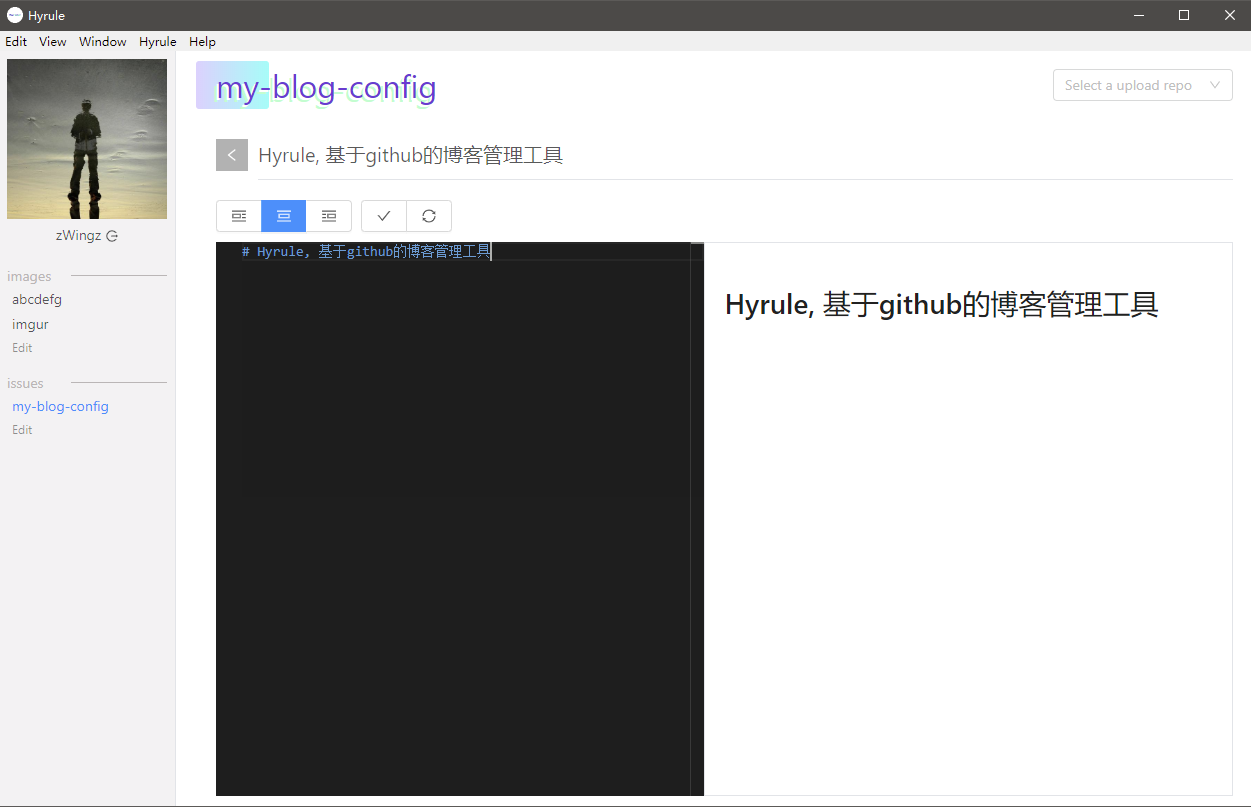 Hyrule
Edit View Window Hyrule Help
zWingz
images
abcdefg
imgur
Edit
issues
my-blog-config
Edit
my-blog-config
Select a upload repo
Hyrule, 基于github的博客管理工具
# Hyrule, 基于github的博客管理工具
Hyrule, 基于github的博客管理工具